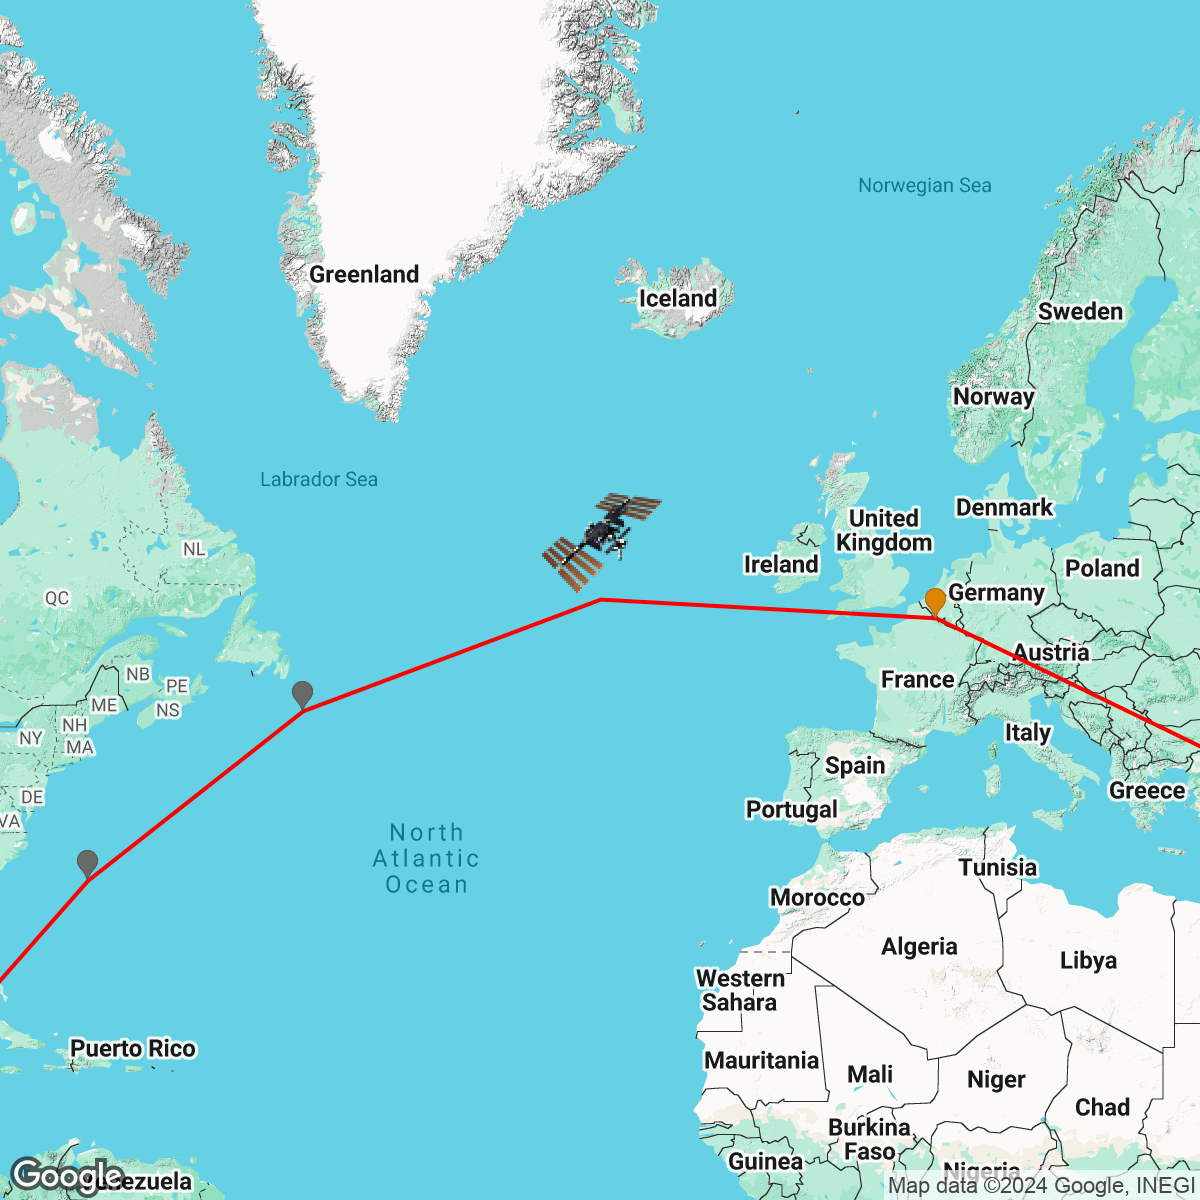 Norwegian Sea
Greenland
Iceland
Sweden
Norway
Labrador Sea
Denmark
United
Kingdom
NL
Ireland
Poland
Germany
QC
Austria
NB
France
PE
ME
NS
NH
Italy
NY
MA
Spain
Greece
DE
Portugal
VA
North
Atlantic
Ocean
Tunisia
Morocco
Algeria
Libya
Western
Sahara
Puerto Rico
Mauritania
Mali
Niger
Chad
Burkina
Faso
Guinea
Nigeria
Google
Venezuela
Map data ©2024 Google, INEGI